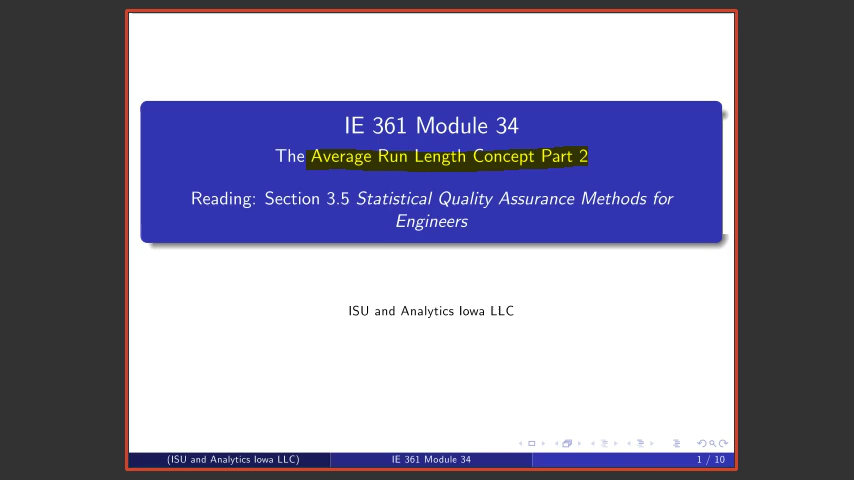 IE 361 Module 34
The Average Run Length Concept Part 2
Reading: Section 3.5 Statistical Quality Assurance Methods for
Engineers
ISU and Analytics Iowa LLC
(ISU and Analytics Iowa LLC)
IE 361 Module 34
1 / 10